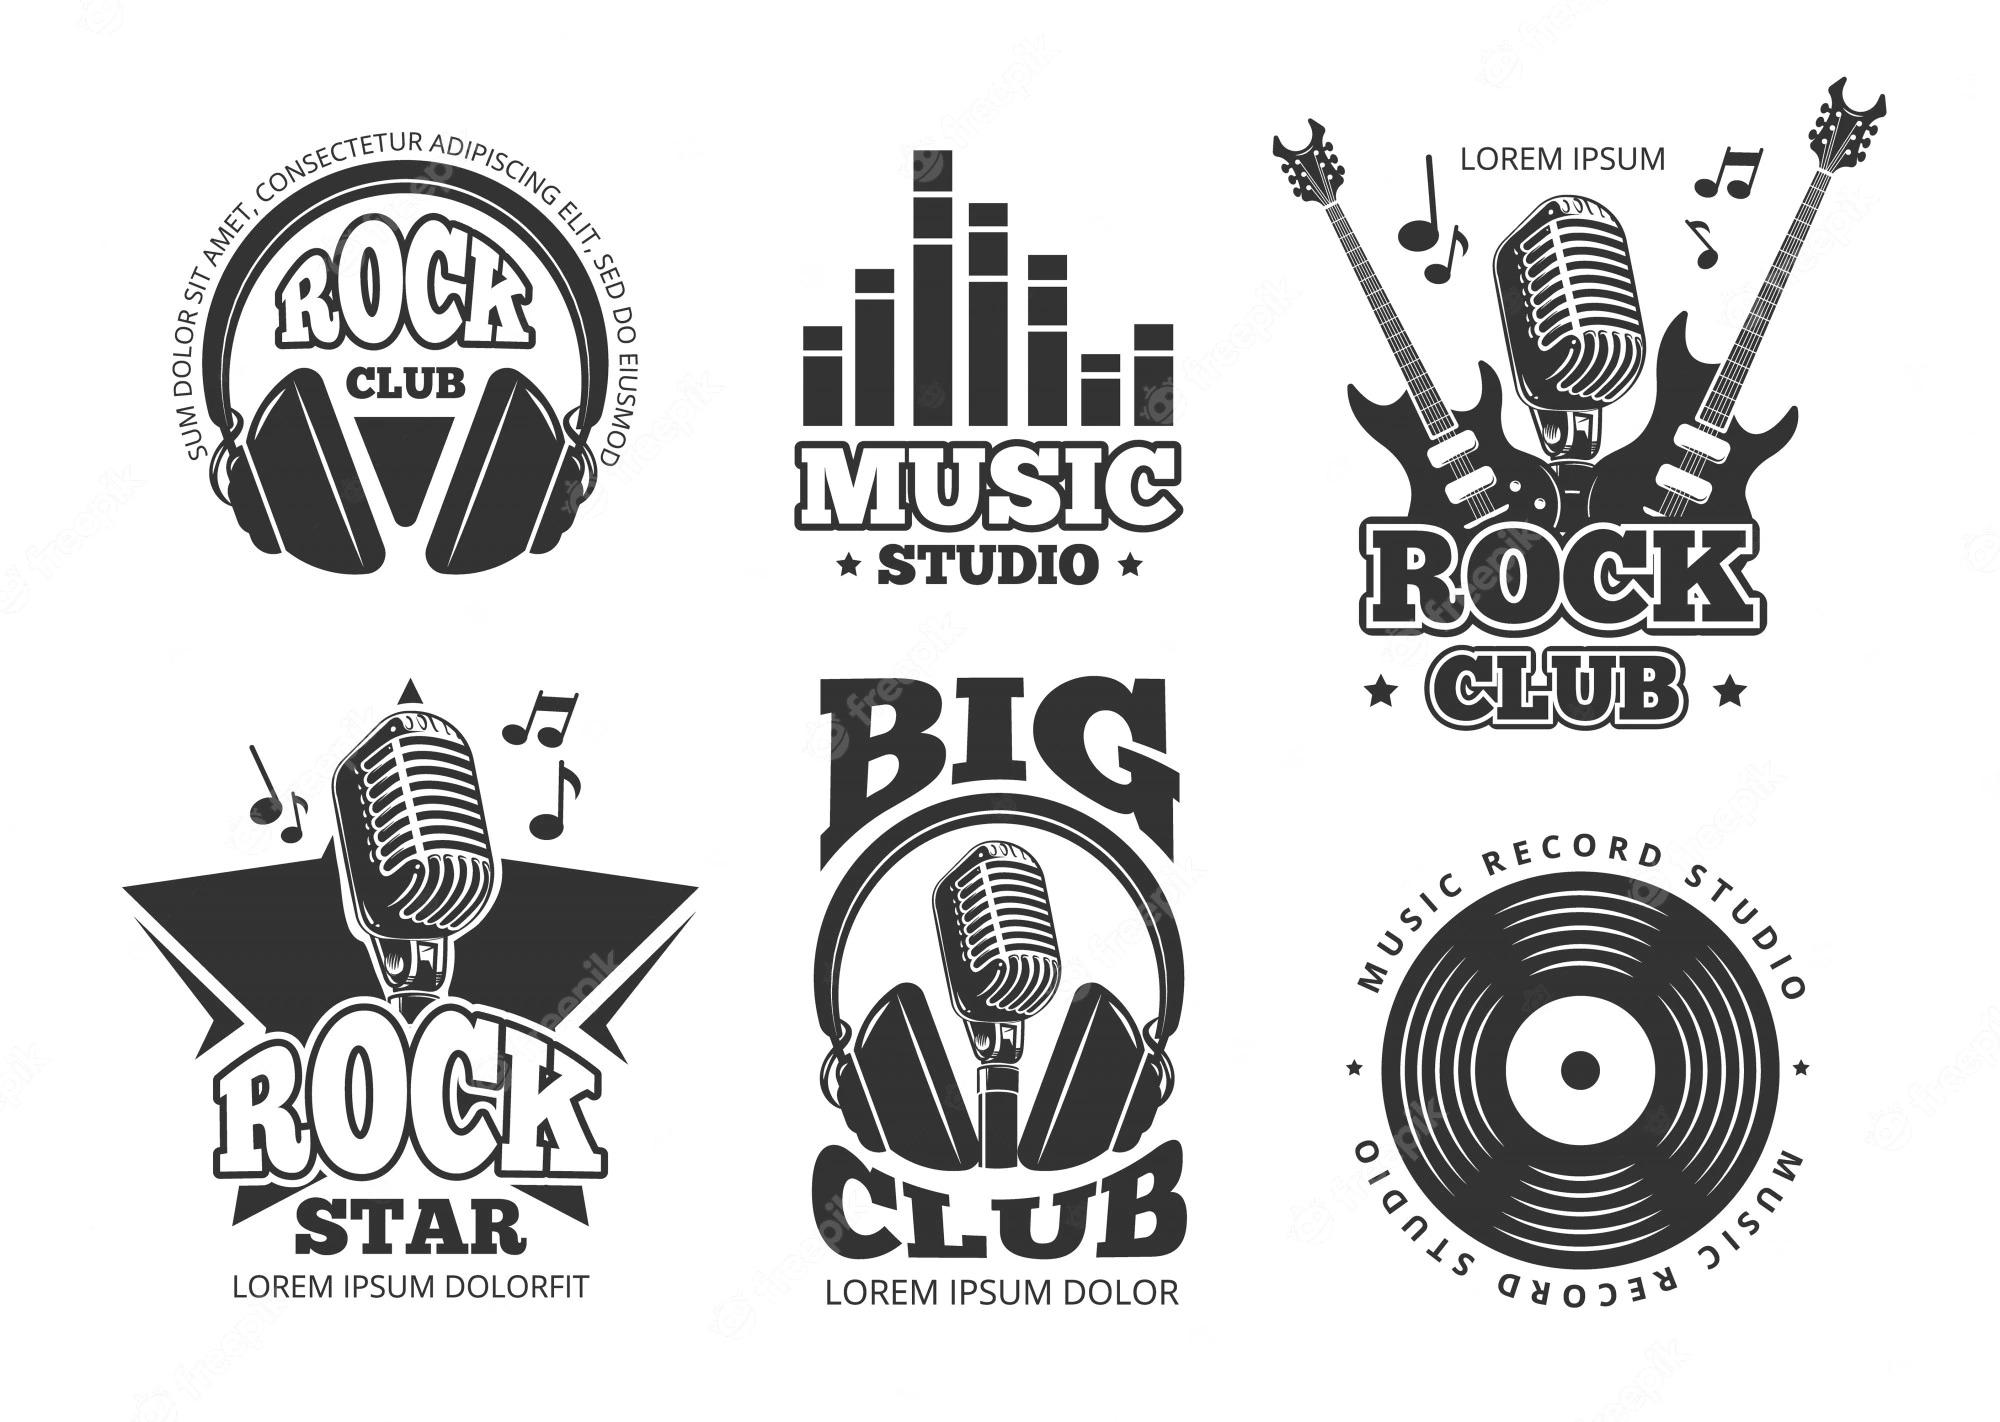 SUM DOLOR SIT AMET, CONSECTETUR ADIPISCING ELIT, SED DO EIUSMOD
ROCK
CLUB
MUSIC
STUDIO
LOREM IPSUM
ROCK
CLUB
ROCK
STAR
LOREM IPSUM DOLORFIT
BIG
CLUB
LOREM IPSUM DOLOR
MUSIC RECORD STUDIO
MUSIC RECORD STUDIO
freepik